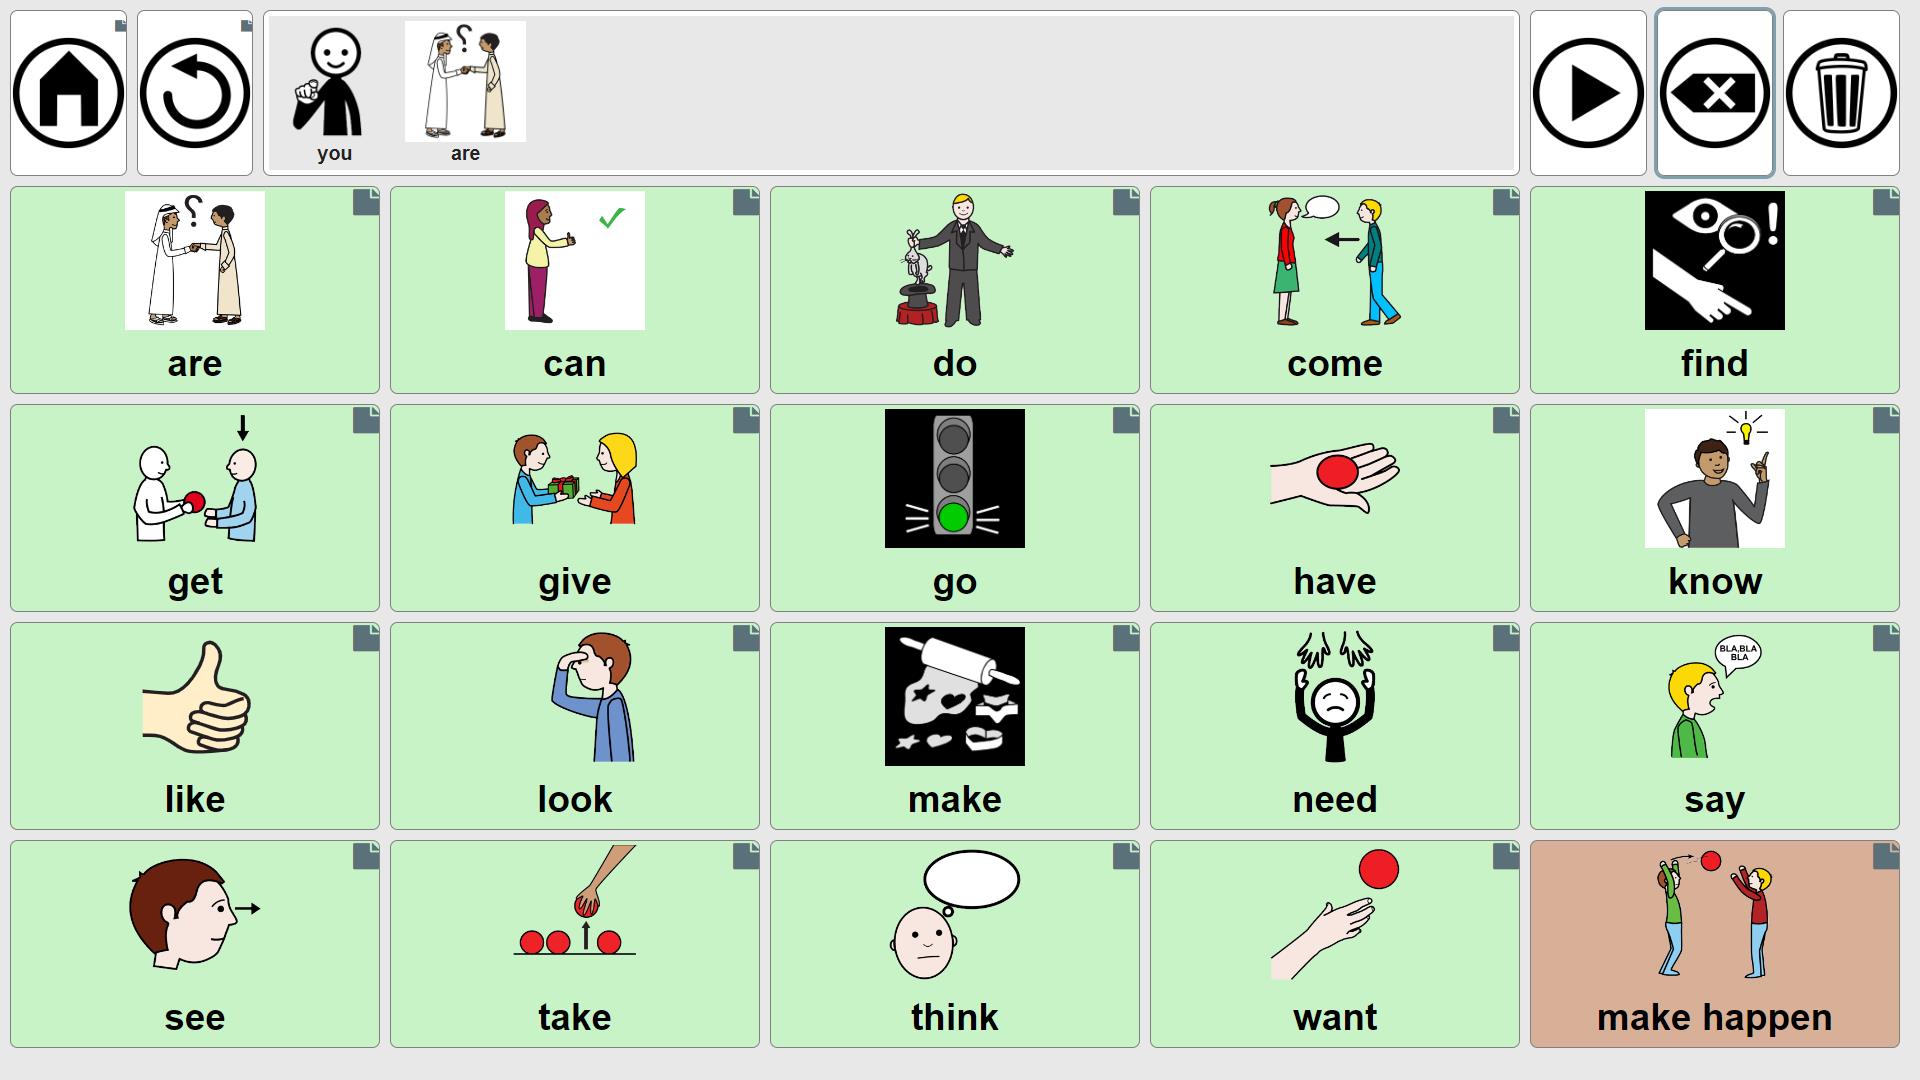 you are
are can do come find
get give go have know
like look make need BLA,BLA
BLA
say
see take think want make happen